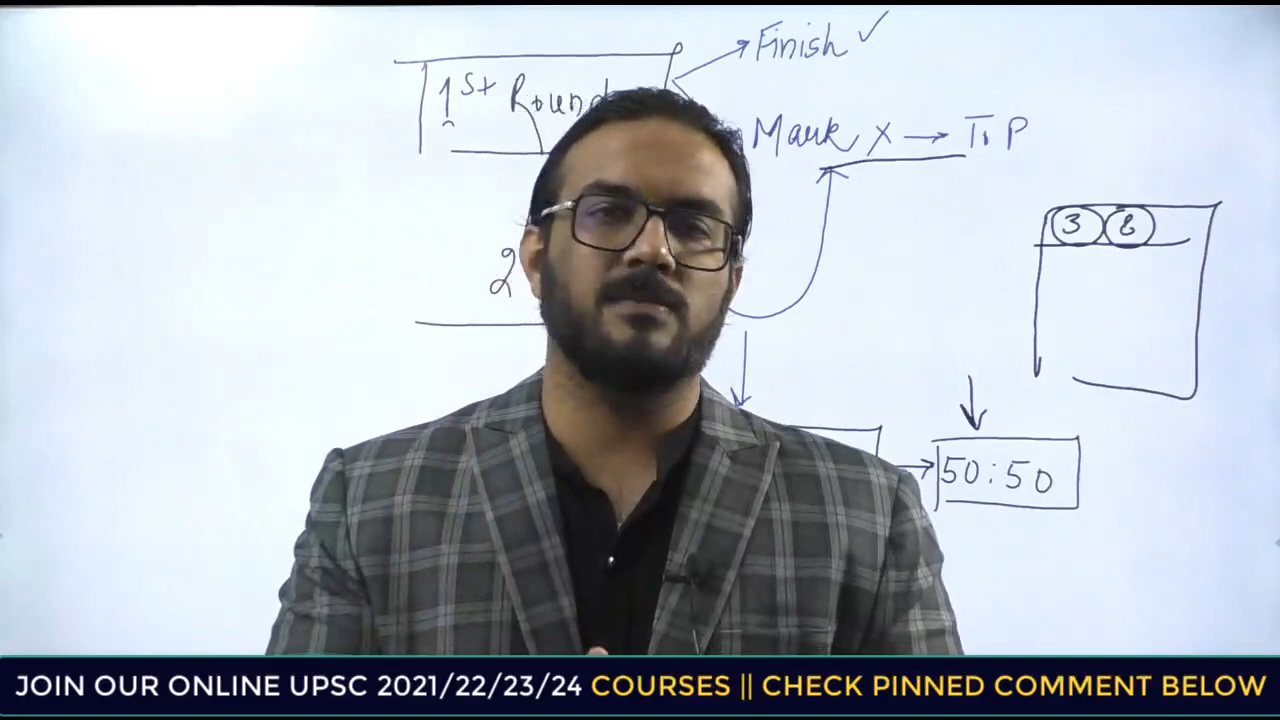 Finish ✓
1st Round
Mark X → TOP
3 8
2
50:50
JOIN OUR ONLINE UPSC 2021/22/23/24 COURSES || CHECK PINNED COMMENT BELOW